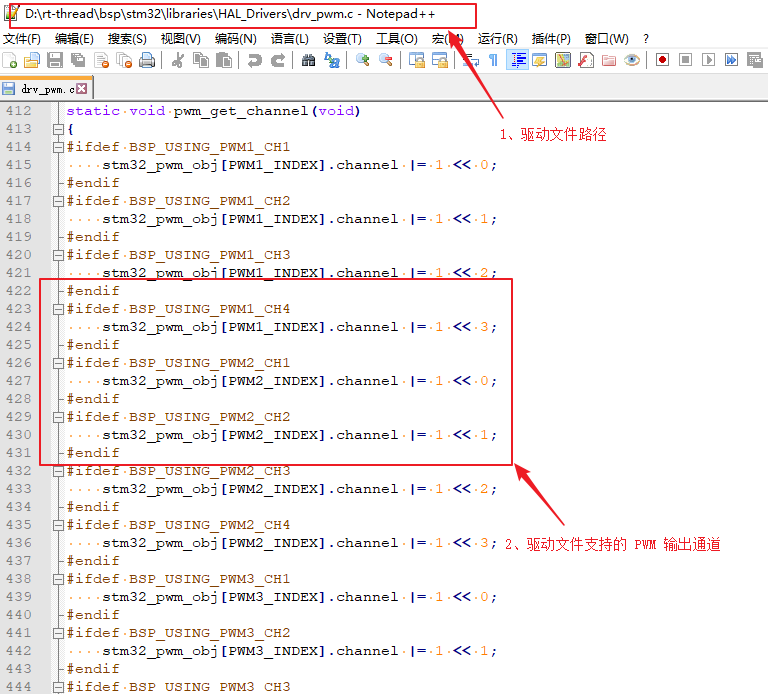 D:\rt-thread\bsp\stm32\libraries\HAL_Drivers\drv_pwm.c - Notepad++
文件(F) 编辑(E) 搜索(S) 视图(V) 编码(N) 语言(L) 设置(T) 工具(O) 宏(M) 运行(R) 插件(P) 窗口(W) ?
drv_pwm.c
412 static void pwm_get_channel(void)
413 {
1、驱动文件路径
414 #ifdef BSP_USING_PWM1_CH1
415     stm32_pwm_obj[PWM1_INDEX].channel |= 1 << 0;
416 #endif
417 #ifdef BSP_USING_PWM1_CH2
418     stm32_pwm_obj[PWM1_INDEX].channel |= 1 << 1;
419 #endif
420 #ifdef BSP_USING_PWM1_CH3
421     stm32_pwm_obj[PWM1_INDEX].channel |= 1 << 2;
422 #endif
423 #ifdef BSP_USING_PWM1_CH4
424     stm32_pwm_obj[PWM1_INDEX].channel |= 1 << 3;
425 #endif
426 #ifdef BSP_USING_PWM2_CH1
427     stm32_pwm_obj[PWM2_INDEX].channel |= 1 << 0;
428 #endif
429 #ifdef BSP_USING_PWM2_CH2
430     stm32_pwm_obj[PWM2_INDEX].channel |= 1 << 1;
431 #endif
432 #ifdef BSP_USING_PWM2_CH3
433     stm32_pwm_obj[PWM2_INDEX].channel |= 1 << 2;
434 #endif
435 #ifdef BSP_USING_PWM2_CH4
436     stm32_pwm_obj[PWM2_INDEX].channel |= 1 << 3;
2、驱动文件支持的 PWM 输出通道
437 #endif
438 #ifdef BSP_USING_PWM3_CH1
439     stm32_pwm_obj[PWM3_INDEX].channel |= 1 << 0;
440 #endif
441 #ifdef BSP_USING_PWM3_CH2
442     stm32_pwm_obj[PWM3_INDEX].channel |= 1 << 1;
443 #endif
444 #ifdef BSP_USING_PWM3_CH3